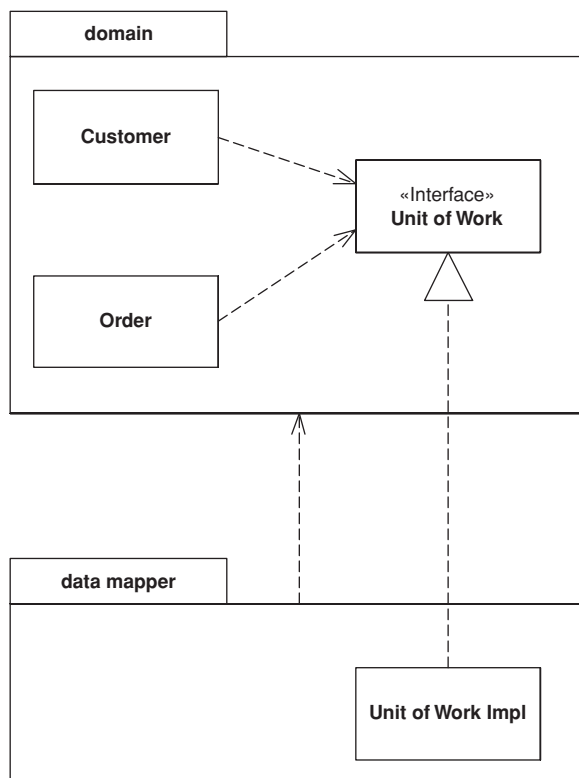 domain
Customer
«Interface»
Unit of Work
Order
data mapper
Unit of Work Impl